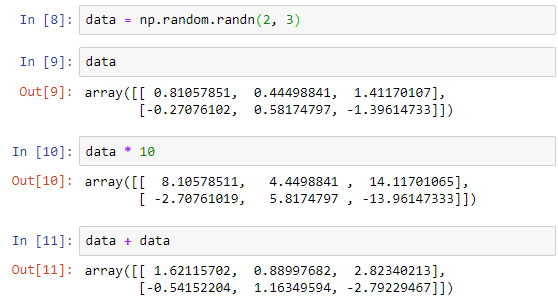 In [8]: data = np.random.randn(2, 3)
In [9]: data
Out[9]: array([[ 0.81057851,  0.44498841,  1.41170107],
       [-0.27076102,  0.58174797, -1.39614733]])
In [10]: data * 10
Out[10]: array([[  8.10578511,   4.4498841 ,  14.11701065],
       [ -2.70761019,   5.8174797 , -13.96147333]])
In [11]: data + data
Out[11]: array([[ 1.62115702,  0.88997682,  2.82340213],
       [-0.54152204,  1.16349594, -2.79229467]])